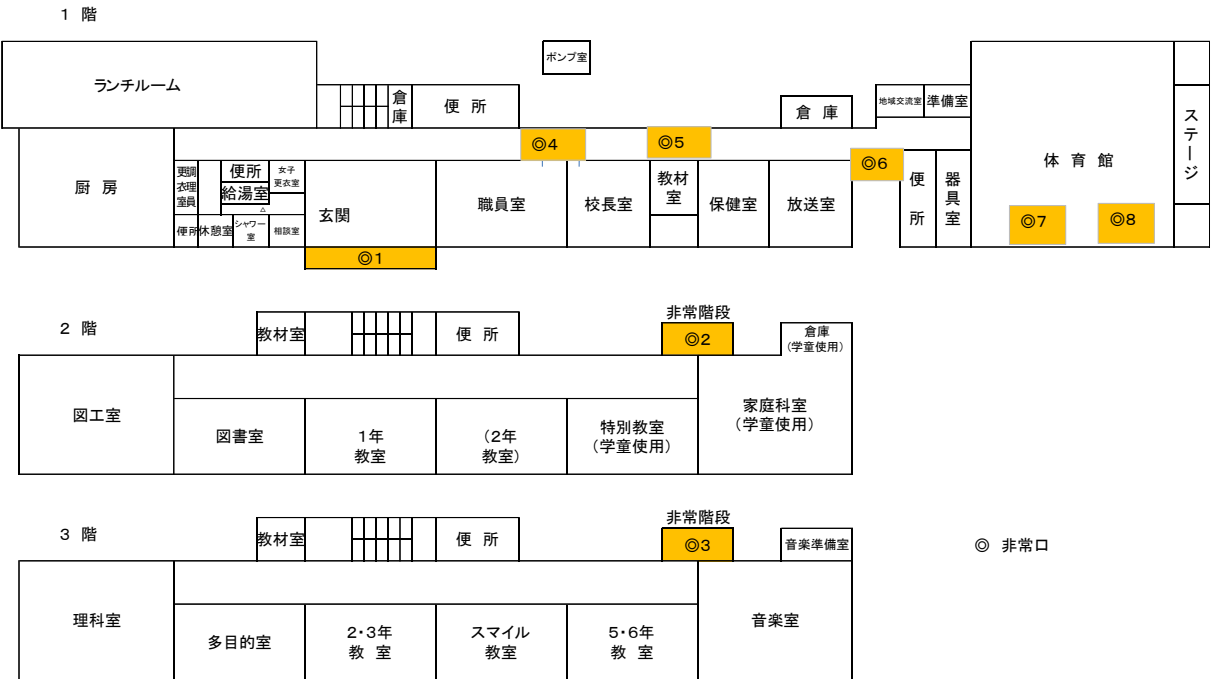 1 階
ポンプ室
ランチルーム
倉
庫
便 所
倉 庫
地域交流室
準備室
ステージ
◎4
◎5
◎6
体 育 館
厨 房
更調
衣理
室員
便所
給湯室
女子
更衣室
△
便所
休憩室
シャワー
室
相談室
玄関
職員室
校長室
教材
室
保健室
放送室
便
所
器
具
室
◎7
◎8
◎1
2 階
教材室
便 所
非常階段
◎2
倉庫
(学童使用)
図工室
図書室
1年
教室
(2年
教室)
特別教室
(学童使用)
家庭科室
(学童使用)
3 階
教材室
便 所
非常階段
◎3
音楽準備室
◎ 非常口
理科室
多目的室
2・3年
教 室
スマイル
教室
5・6年
教 室
音楽室